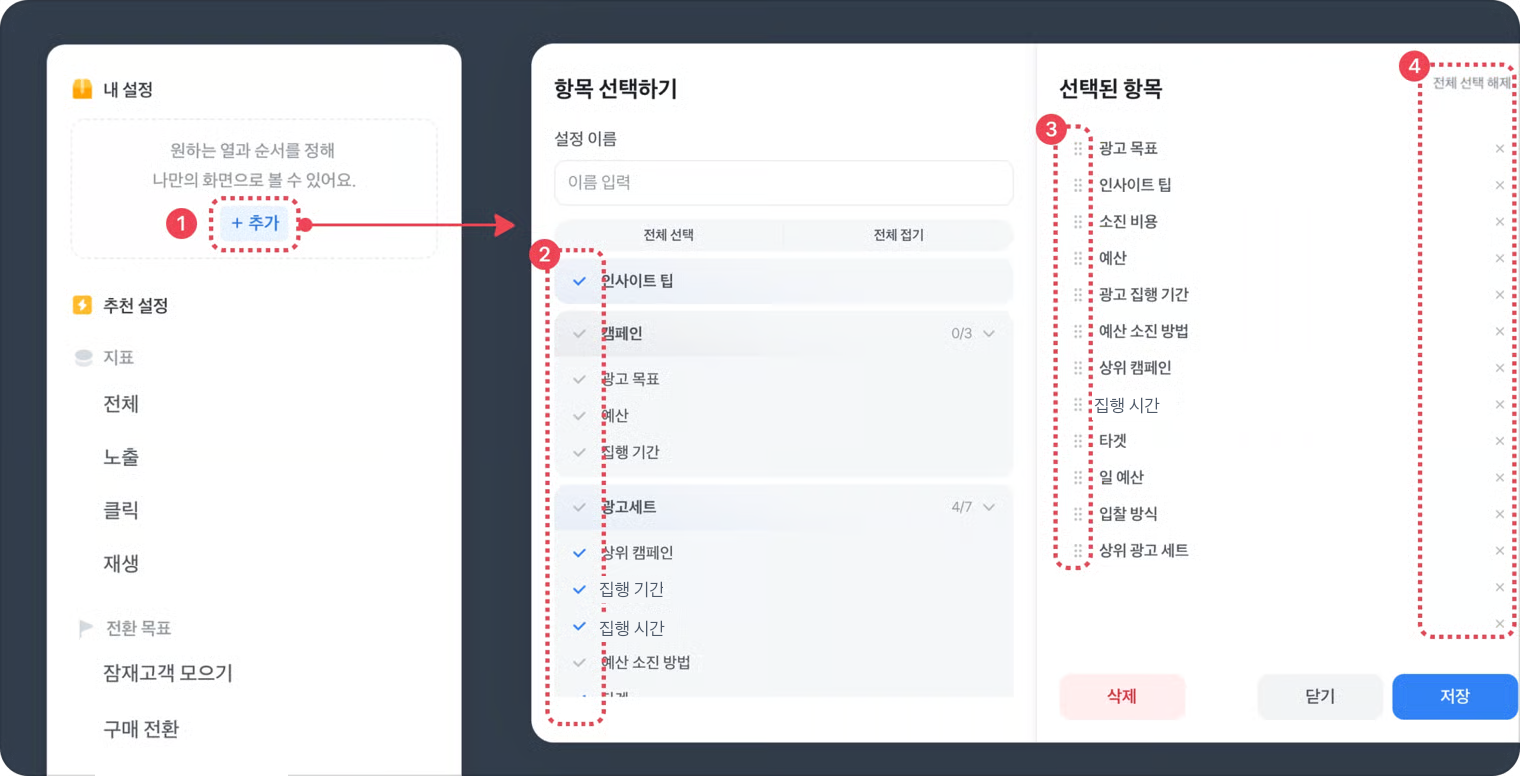 내 설정
원하는 열과 순서를 정해
나만의 화면으로 볼 수 있어요.
1
+ 추가
추천 설정
지표
전체
노출
클릭
재생
전환 목표
잠재고객 모으기
구매 전환
항목 선택하기
설정 이름
이름 입력
전체 선택 전체 접기
2
인사이트 팁
캠페인 0/3
광고 목표
예산
집행 기간
광고세트 4/7
상위 캠페인
집행 기간
집행 시간
예산 소진 방법
선택된 항목
4
전체 선택 해제
3
광고 목표
인사이트 팁
소진 비용
예산
광고 집행 기간
예산 소진 방법
상위 캠페인
집행 시간
타겟
일 예산
입찰 방식
상위 광고 세트
삭제 닫기 저장